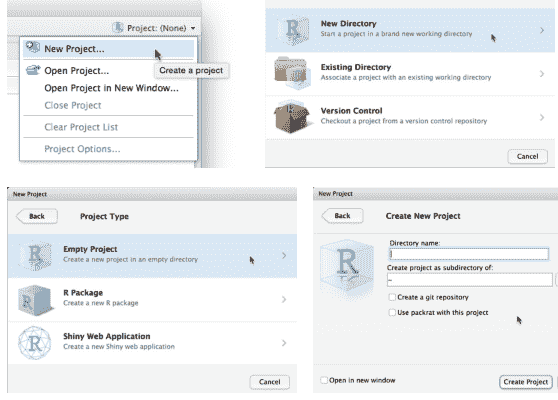 Project: (None)
New Project...
Create a project
Open Project...
Open Project in New Window...
Close Project
Clear Project List
Project Options...
New Directory
Start a project in a brand new working directory
Existing Directory
Associate a project with an existing working directory
Version Control
Checkout a project from a version control repository
Cancel
New Project
Back
Project Type
Empty Project
Create a new project in an empty directory
R Package
Create a new R package
Shiny Web Application
Create a new Shiny web application
Cancel
New Project
Back
Create New Project
R
Directory name:
Create project as subdirectory of:
~
Create a git repository
Use packrat with this project
Open in new window
Create Project